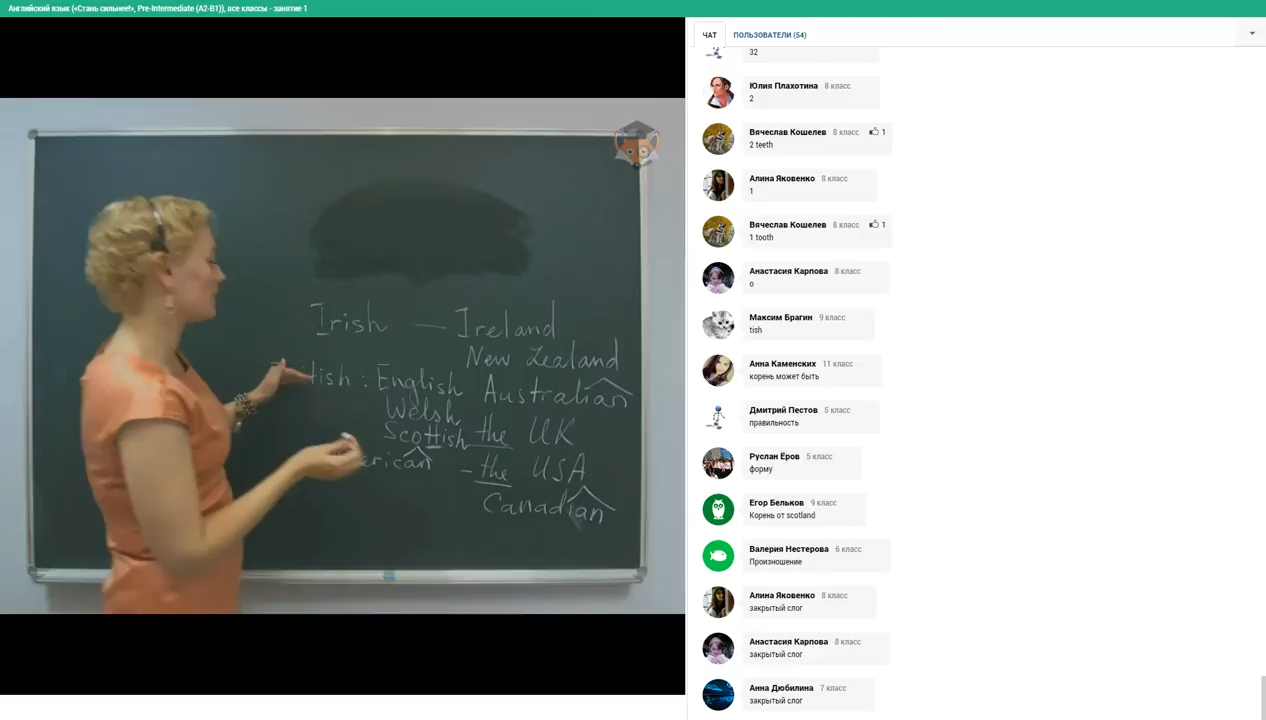 Английский язык («Стань сильнее!», Pre-Intermediate (A2-B1)), все классы - занятие 1
ЧАТ
ПОЛЬЗОВАТЕЛИ (54)
32
Юлия Плахотина 8 класс
2
Вячеслав Кошелев 8 класс 1
2 teeth
Алина Яковенко 8 класс
1
Вячеслав Кошелев 8 класс 1
1 tooth
Анастасия Карпова 8 класс
о
Максим Брагин 9 класс
tish
Анна Каменских 11 класс
корень может быть
Дмитрий Пестов 5 класс
правильность
Руслан Ёров 5 класс
форму
Егор Бельков 9 класс
Корень от scotland
Валерия Нестерова 6 класс
Произношение
Алина Яковенко 8 класс
закрытый слог
Анастасия Карпова 8 класс
закрытый слог
Анна Дюбилина 7 класс
закрытый слог
Irish — Ireland
New Zealand
tish : English Australian
Welsh
Scottish the UK
erican - the USA
Canadian